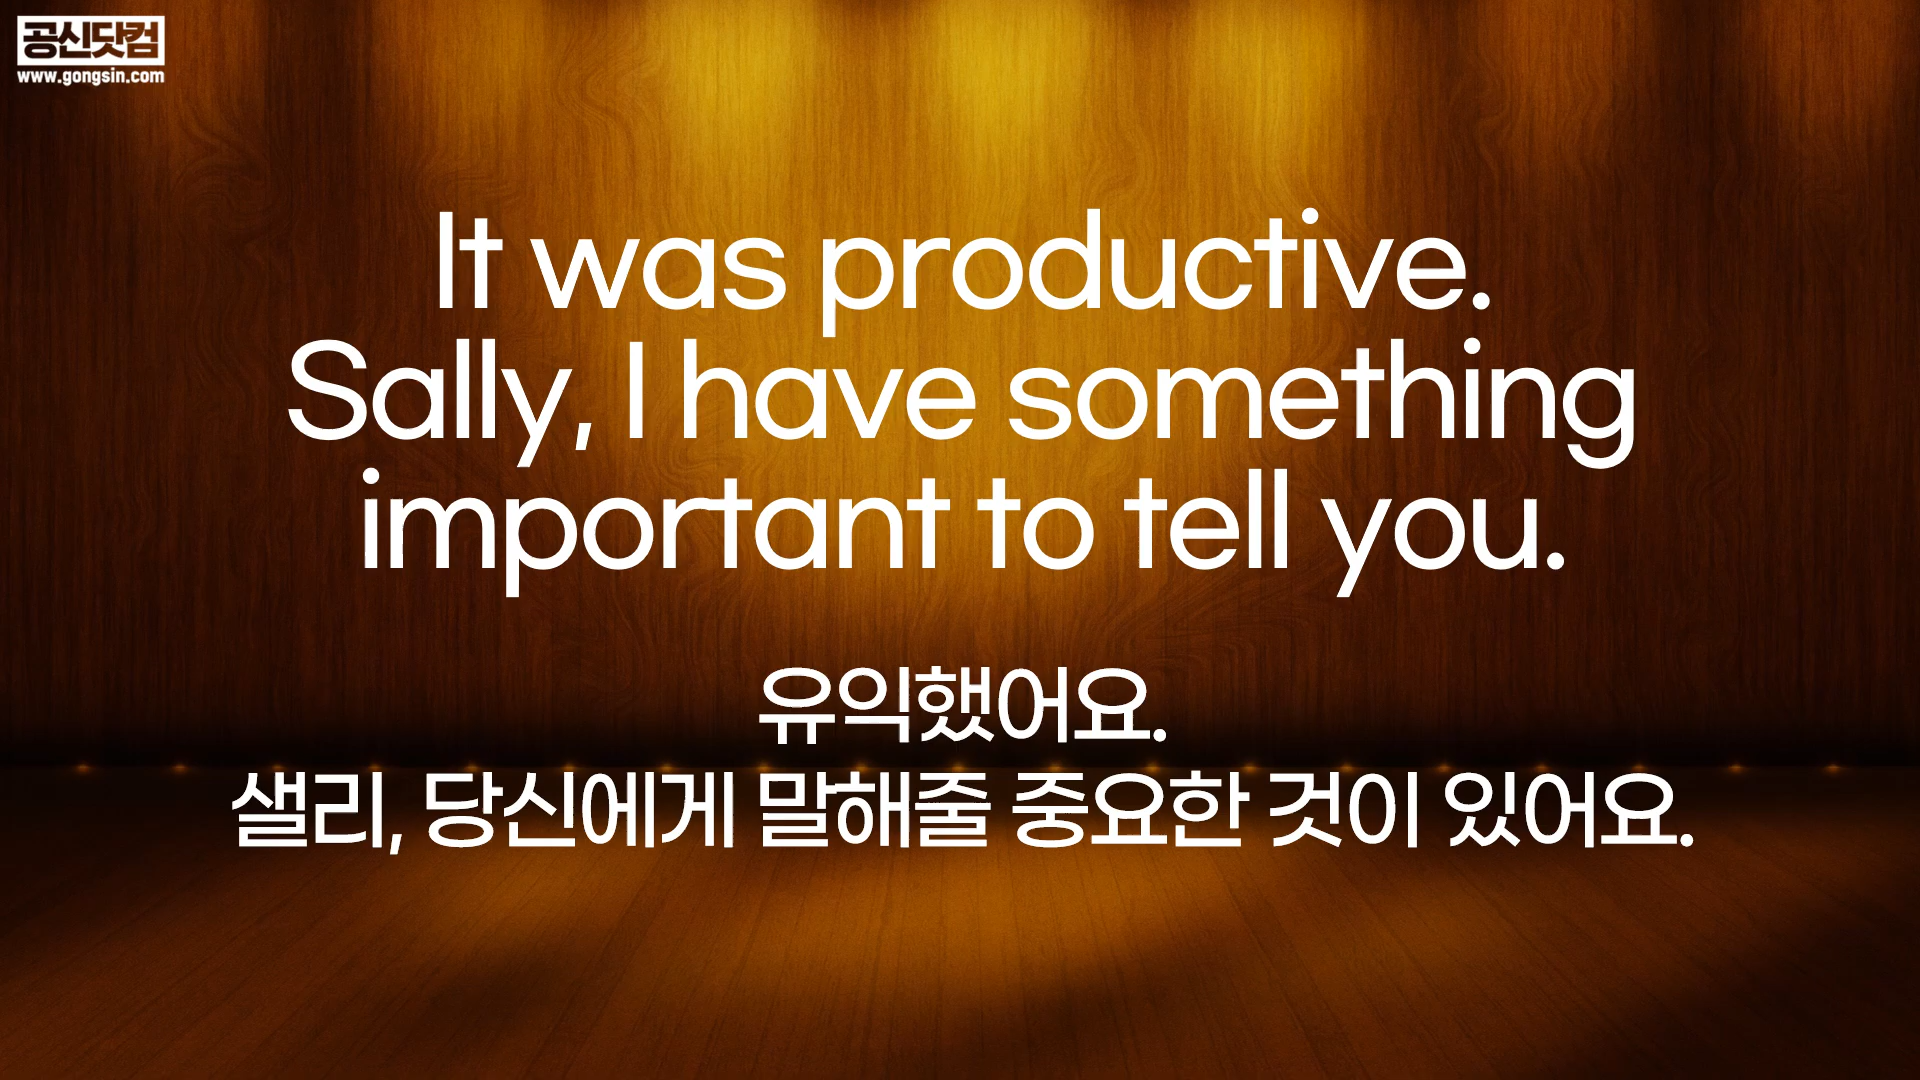 공신닷컴
www.gongsin.com
It was productive.
Sally, I have something
important to tell you.
유익했어요.
샐리, 당신에게 말해줄 중요한 것이 있어요.